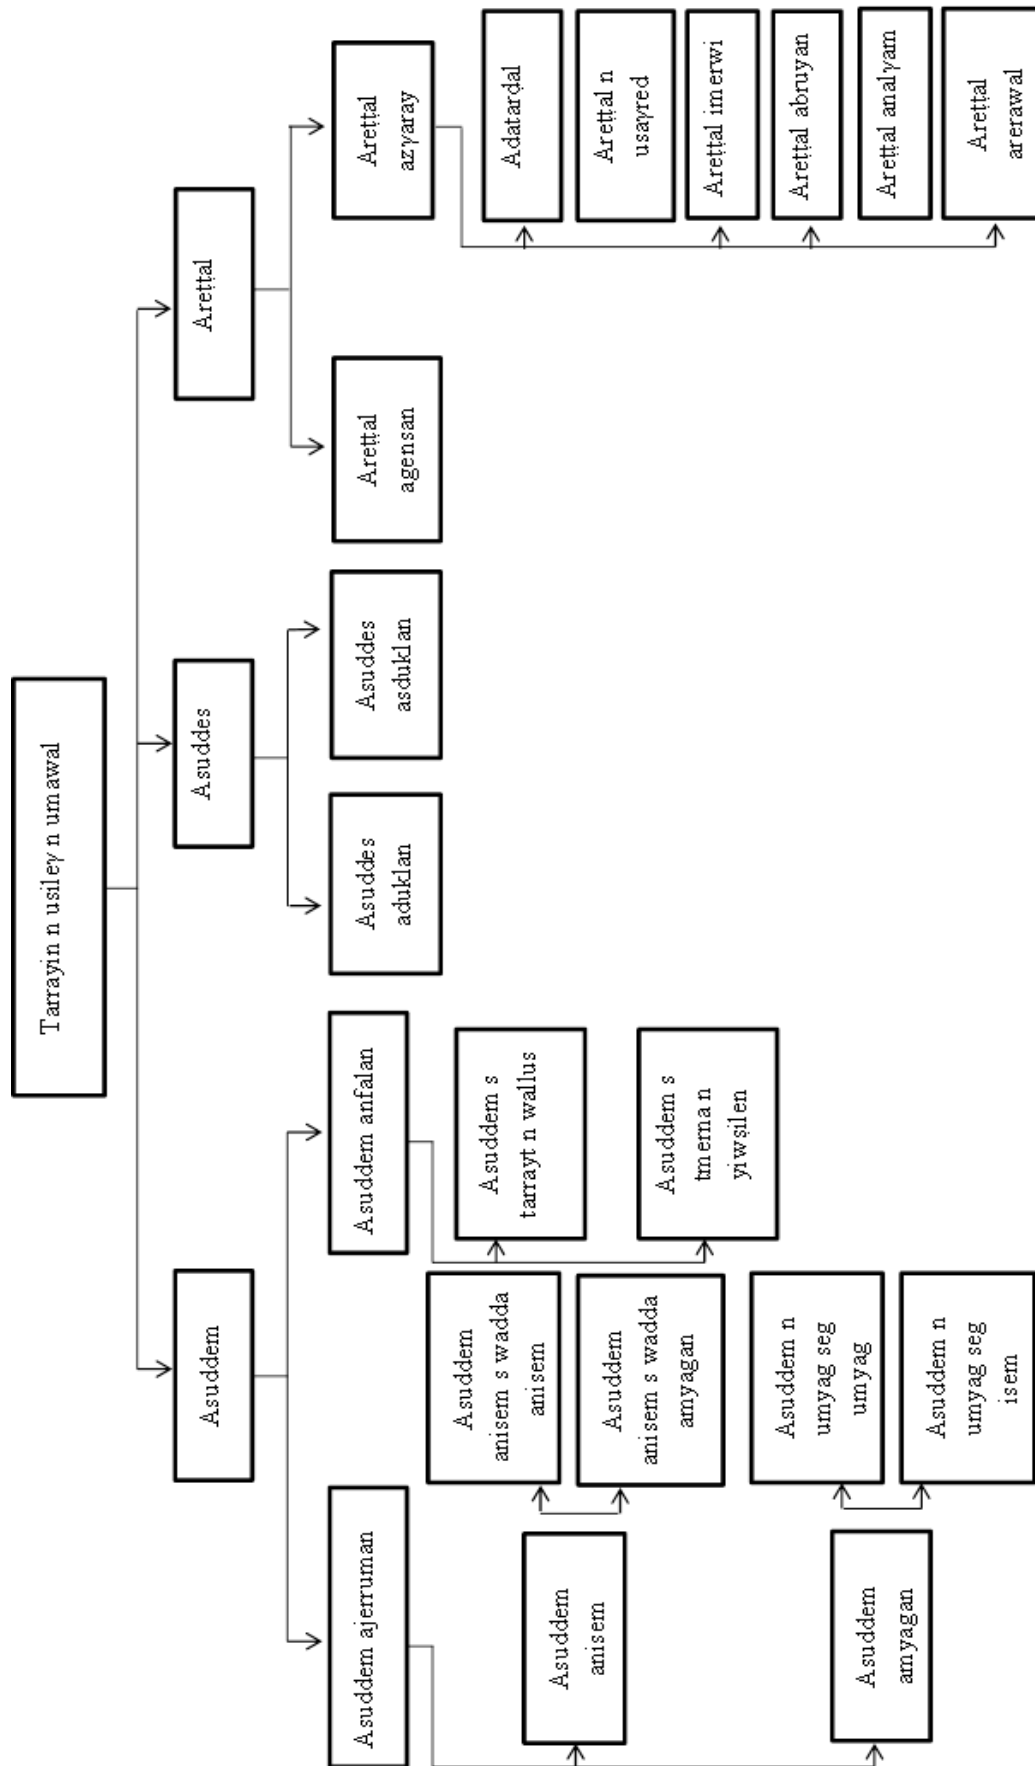 Tarrayin n usileɣ n umawal
Asuddem
Asuddes
Areṭṭal
Asuddem ajerruman
Asuddem anfalan
Asuddes
aduklan
Asuddes
asduklan
Areṭṭal
agensan
Areṭṭal
azɣaray
Asuddem
anisem
Asuddem
anisem s wadda
anisem
Asuddem
anisem s wadda
amyagan
Asuddem
amyagan
Asuddem n
umyag seg
umyag
Asuddem n
umyag seg
isem
Asuddem s
tarrayt n wallus
Asuddem s
tmerna n
yiwṣilen
Adatarḍal
Areṭṭal n
usaɣred
Areṭṭal imerwi
Areṭṭal abruyan
Areṭṭal analɣam
Areṭṭal
arerawal